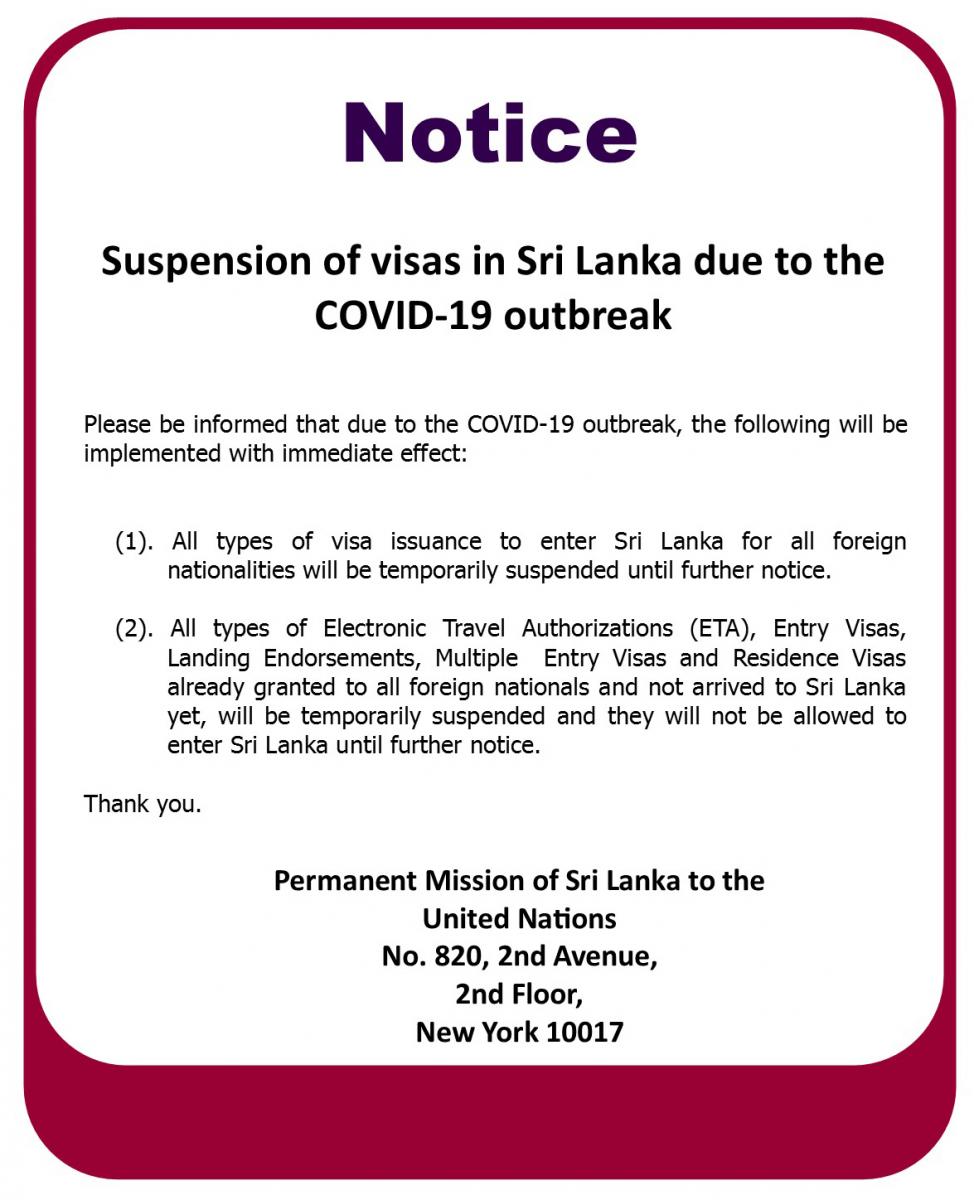 Notice
Suspension of visas in Sri Lanka due to the
COVID-19 outbreak
Please be informed that due to the COVID-19 outbreak, the following will be
implemented with immediate effect:
(1). All types of visa issuance to enter Sri Lanka for all foreign
nationalities will be temporarily suspended until further notice.
(2). All types of Electronic Travel Authorizations (ETA), Entry Visas,
Landing Endorsements, Multiple Entry Visas and Residence Visas
already granted to all foreign nationals and not arrived to Sri Lanka
yet, will be temporarily suspended and they will not be allowed to
enter Sri Lanka until further notice.
Thank you.
Permanent Mission of Sri Lanka to the
United Nations
No. 820, 2nd Avenue,
2nd Floor,
New York 10017